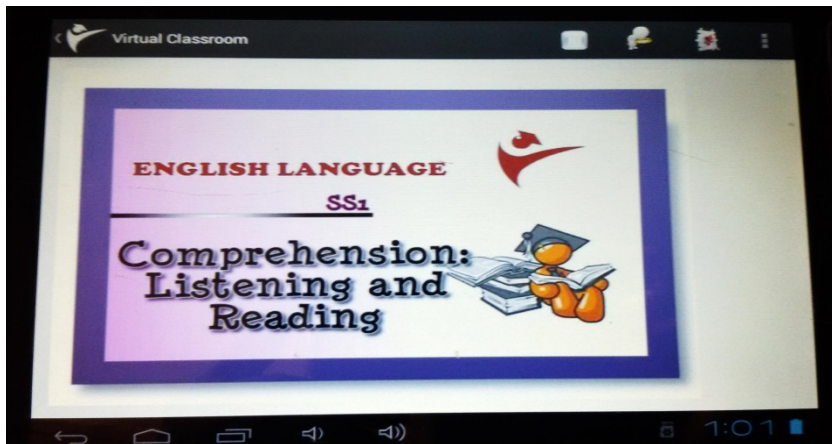 Virtual Classroom
ENGLISH LANGUAGE
SS1
Comprehension:
Listening and
Reading
1:01